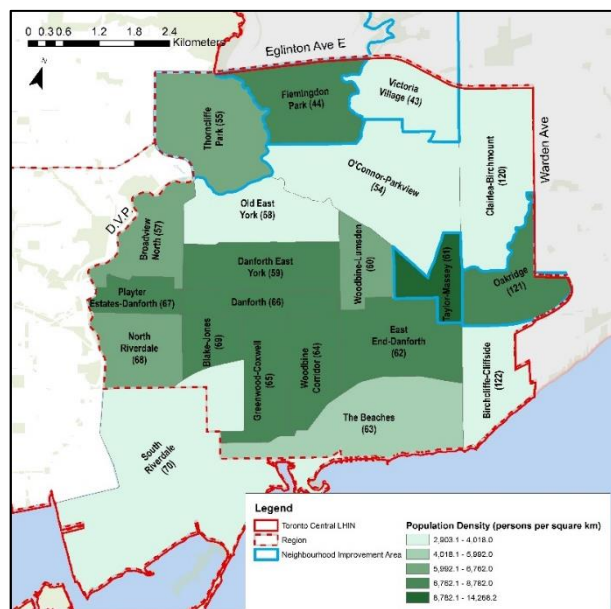 0 0.3 0.6 1.2 1.8 2.4
Kilometers
N
Eglinton Ave E
Victoria
Village (43)
Flemingdon
Park (44)
Thorncliffe
Park (55)
Clairlea-Birchmount
(120)
Warden Ave
O'Connor-Parkview
(54)
D.V.P.
Old East
York (58)
Broadview
North (57)
Danforth East
York (59)
Woodbine-Lumsden
(60)
Taylor-Massey (61)
Oakridge
(121)
Playter
Estates-Danforth (67)
Danforth (66)
North
Riverdale
(68)
Blake-Jones
(69)
Greenwood-Coxwell
(65)
Woodbine
Corridor (64)
East
End-Danforth
(62)
Birchcliffe-Cliffside
(122)
The Beaches
(63)
South
Riverdale
(70)
Legend
Toronto Central LHIN
Region
Neighbourhood Improvement Area
Population Density (persons per square km)
2,903.1 - 4,018.0
4,018.1 - 5,992.0
5,992.1 - 6,762.0
6,762.1 - 8,762.0
8,762.1 - 14,268.2